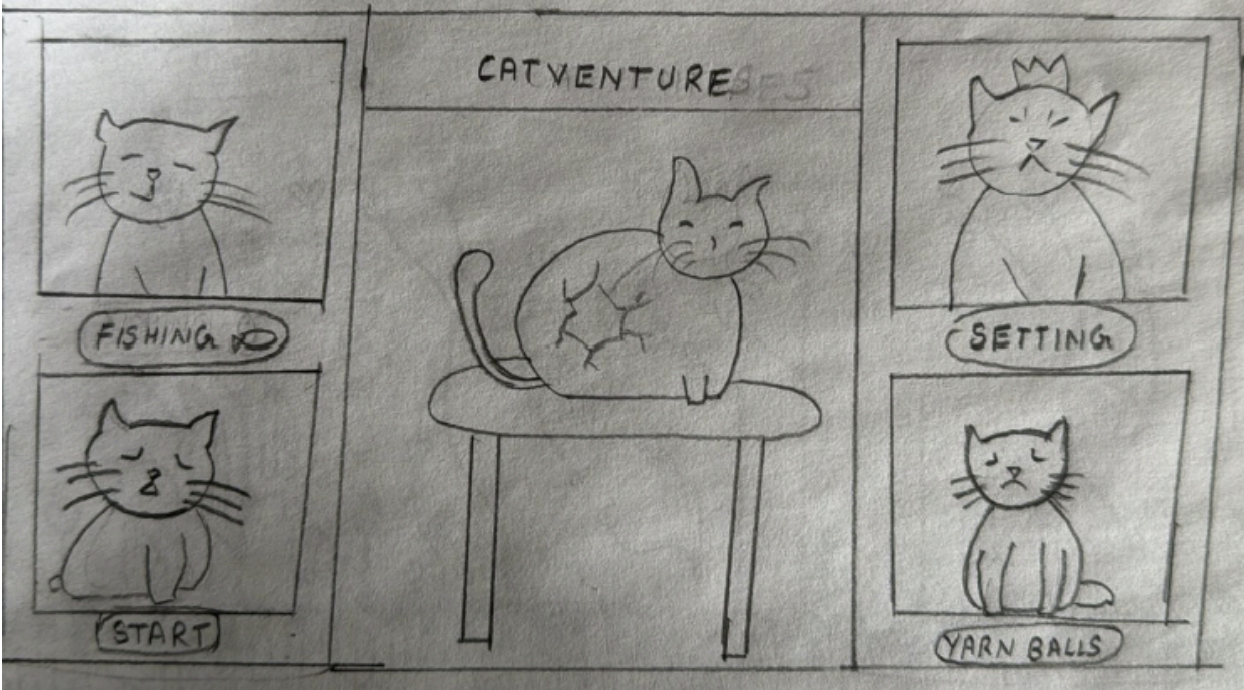 CATVENTURE
FISHING
SETTING
START
YARN BALLS